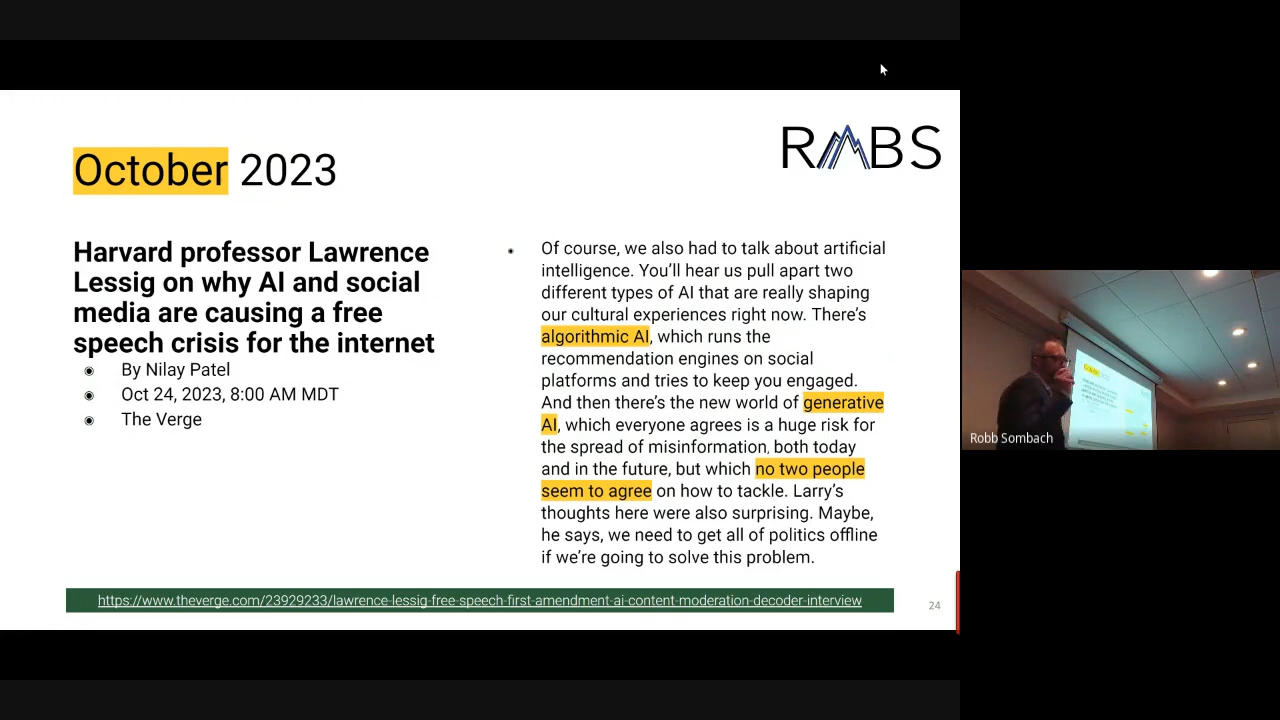 October 2023
RMBS
Harvard professor Lawrence
Lessig on why AI and social
media are causing a free
speech crisis for the internet
By Nilay Patel
Oct 24, 2023, 8:00 AM MDT
The Verge
Of course, we also had to talk about artificial
intelligence. You’ll hear us pull apart two
different types of AI that are really shaping
our cultural experiences right now. There’s
algorithmic AI, which runs the
recommendation engines on social
platforms and tries to keep you engaged.
And then there’s the new world of generative
AI, which everyone agrees is a huge risk for
the spread of misinformation, both today
and in the future, but which no two people
seem to agree on how to tackle. Larry’s
thoughts here were also surprising. Maybe,
he says, we need to get all of politics offline
if we’re going to solve this problem.
https://www.theverge.com/23929233/lawrence-lessig-free-speech-first-amendment-ai-content-moderation-decoder-interview
24
Robb Sombach